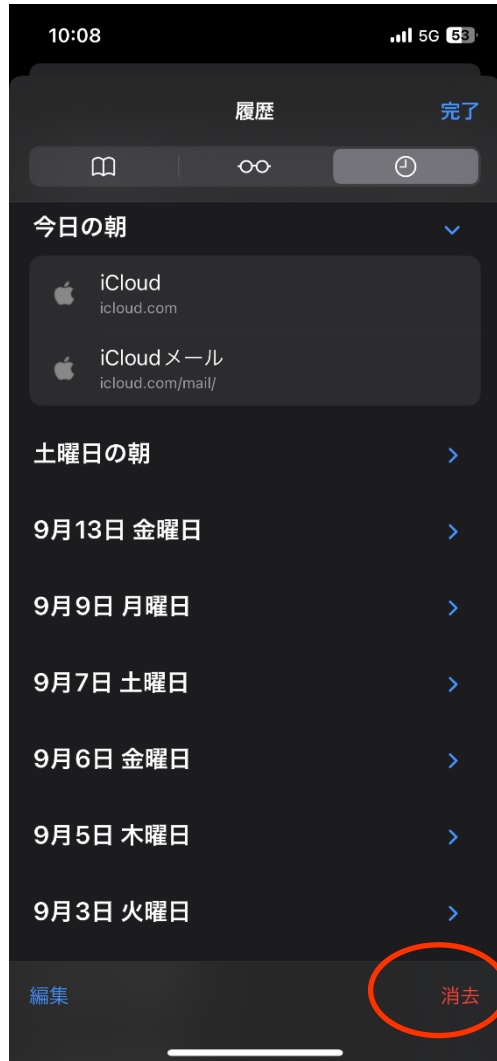 10:08
5G 53
履歴
完了
今日の朝
iCloud
icloud.com
iCloudメール
icloud.com/mail/
土曜日の朝
9月13日 金曜日
9月9日 月曜日
9月7日 土曜日
9月6日 金曜日
9月5日 木曜日
9月3日 火曜日
編集
消去